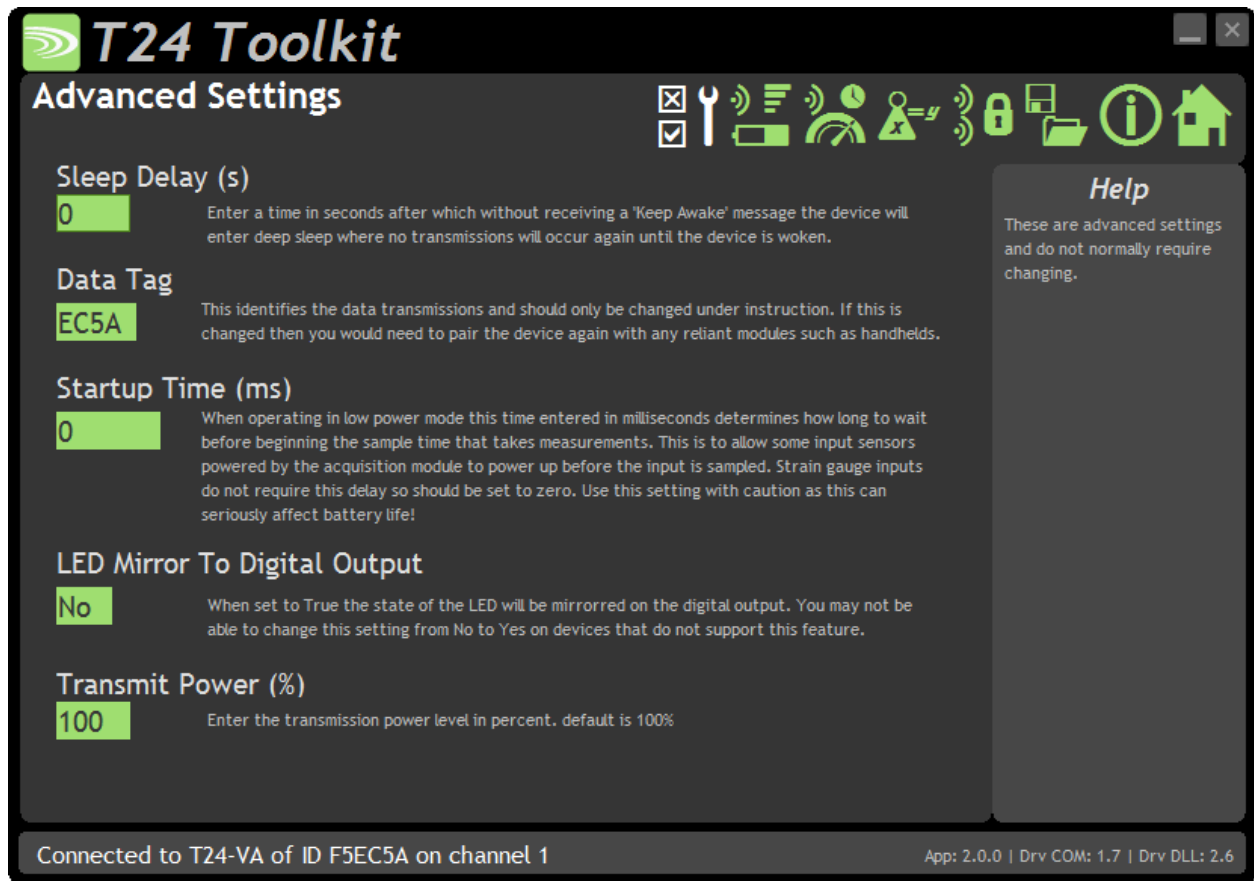 T24 Toolkit
Advanced Settings
x=y
Sleep Delay (s)
0
Enter a time in seconds after which without receiving a 'Keep Awake' message the device will
enter deep sleep where no transmissions will occur again until the device is woken.
Data Tag
EC5A
This identifies the data transmissions and should only be changed under instruction. If this is
changed then you would need to pair the device again with any reliant modules such as handhelds.
Startup Time (ms)
0
When operating in low power mode this time entered in milliseconds determines how long to wait
before beginning the sample time that takes measurements. This is to allow some input sensors
powered by the acquisition module to power up before the input is sampled. Strain gauge inputs
do not require this delay so should be set to zero. Use this setting with caution as this can
seriously affect battery life!
LED Mirror To Digital Output
No
When set to True the state of the LED will be mirrorred on the digital output. You may not be
able to change this setting from No to Yes on devices that do not support this feature.
Transmit Power (%)
100
Enter the transmission power level in percent. default is 100%
Help
These are advanced settings
and do not normally require
changing.
Connected to T24-VA of ID F5EC5A on channel 1
App: 2.0.0 | Drv COM: 1.7 | Drv DLL: 2.6